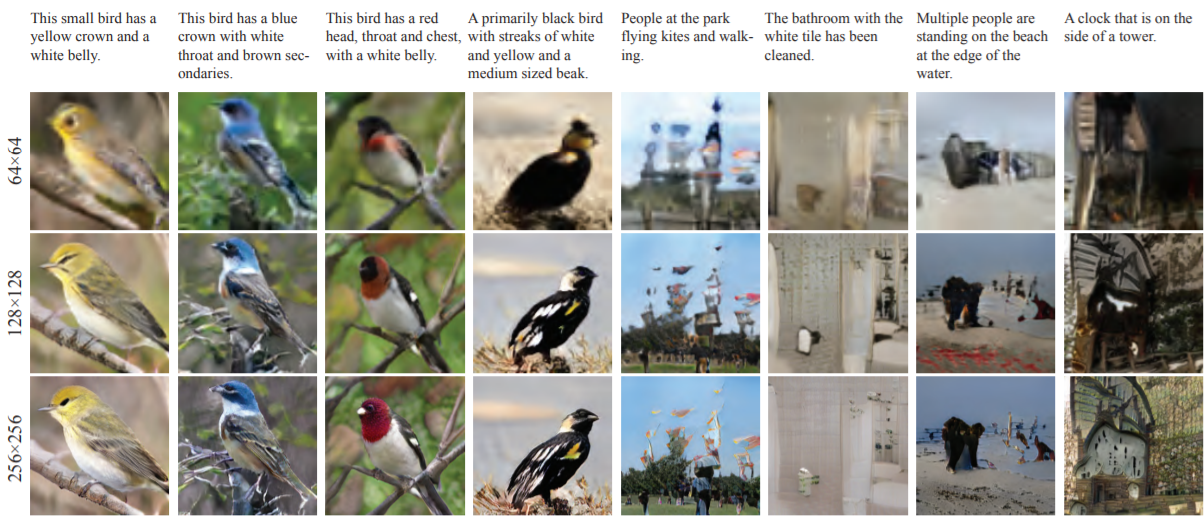 This small bird has a
yellow crown and a
white belly.
This bird has a blue
crown with white
throat and brown sec-
ondaries.
This bird has a red
head, throat and chest,
with a white belly.
A primarily black bird
with streaks of white
and yellow and a
medium sized beak.
People at the park
flying kites and walk-
ing.
The bathroom with the
white tile has been
cleaned.
Multiple people are
standing on the beach
at the edge of the
water.
A clock that is on the
side of a tower.
64×64
128×128
256×256